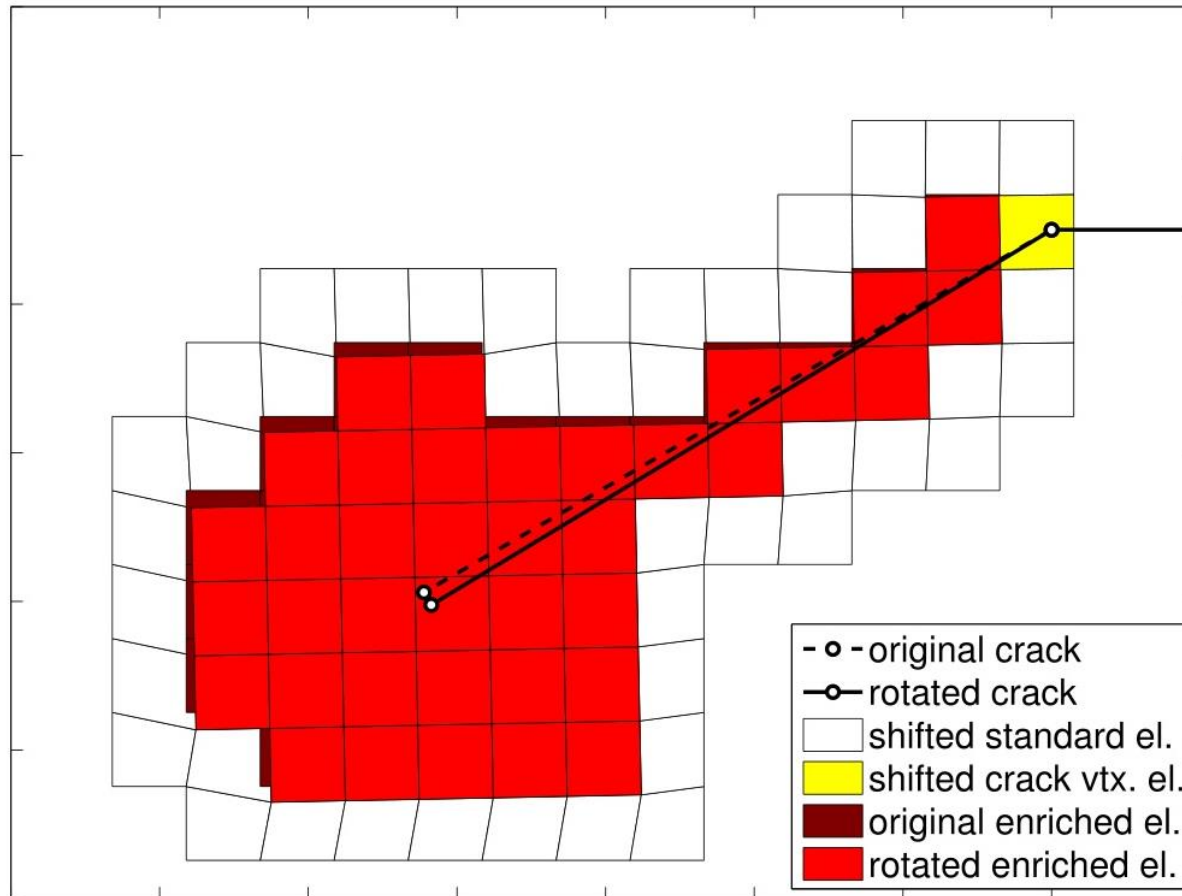 original crack
rotated crack
shifted standard el.
shifted crack vtx. el.
original enriched el.
rotated enriched el.